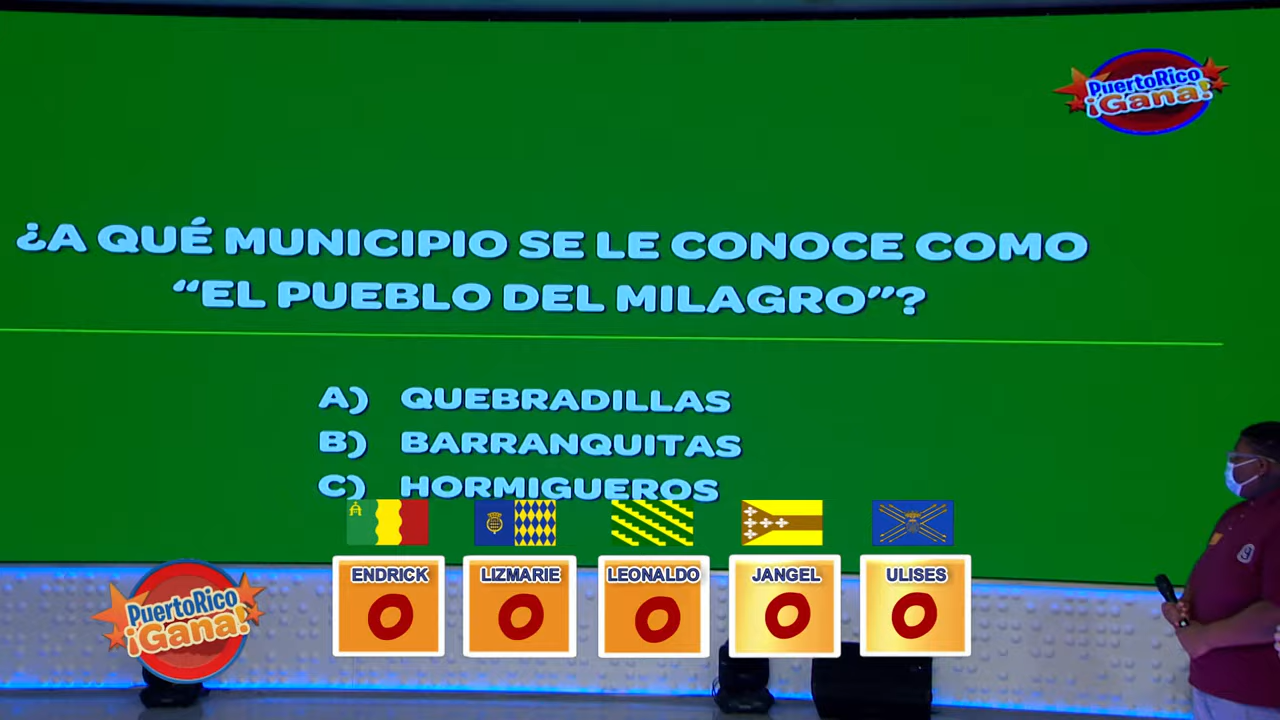 PuertoRico
¡Gana!
¿A QUÉ MUNICIPIO SE LE CONOCE COMO
“EL PUEBLO DEL MILAGRO”?
A) QUEBRADILLAS
B) BARRANQUITAS
C) HORMIGUEROS
ENDRICK LIZMARIE LEONALDO JANGEL ULISES
0 0 0 0 0
PuertoRico
¡Gana!